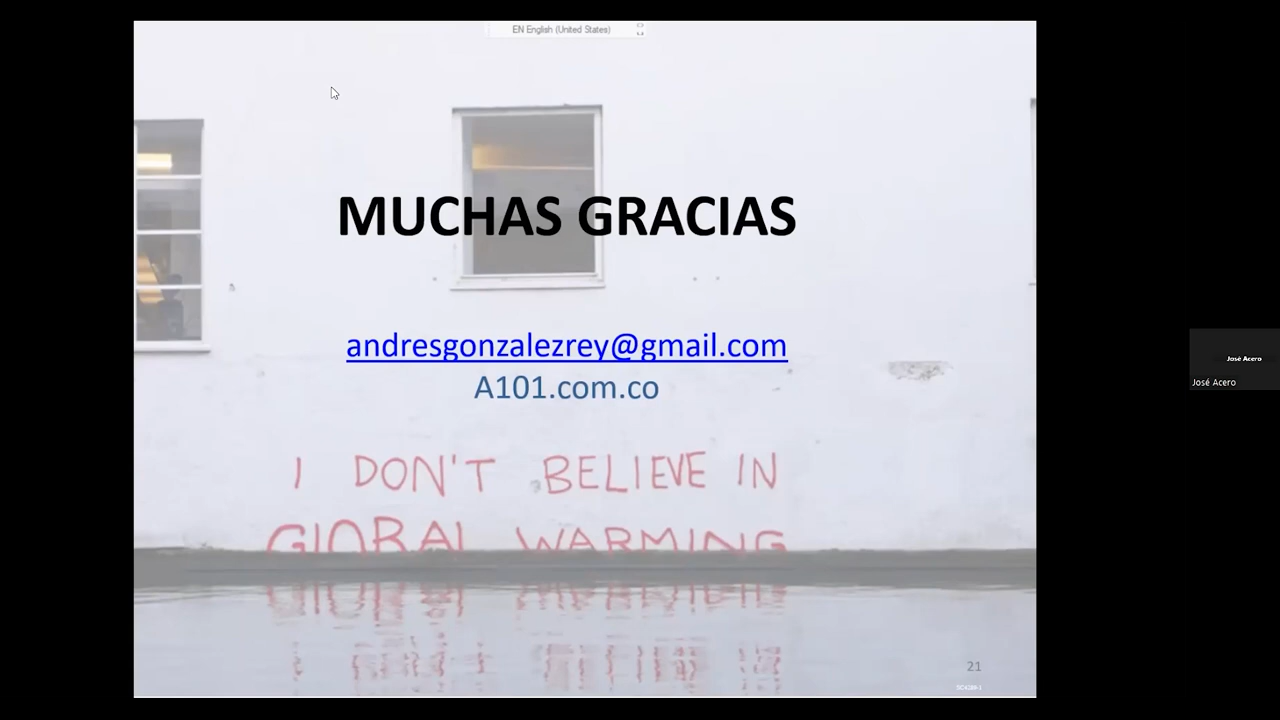 EN English (United States)
MUCHAS GRACIAS
andresgonzalezrey@gmail.com
A101.com.co
I DON'T BELIEVE IN
GLOBAL WARMING
José Acero
José Acero
21